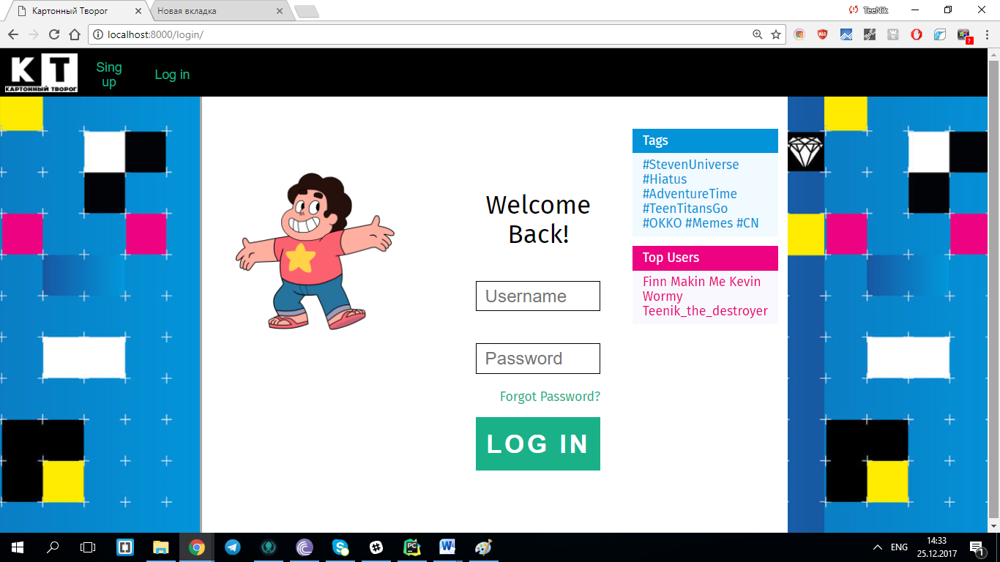 Картонный Творог
Новая вкладка
TeeNik
localhost:8000/login/
K T
КАРТОННЫЙ ТВОРОГ
Sing
up
Log in
Welcome
Back!
Username
Password
Forgot Password?
LOG IN
Tags
#StevenUniverse
#Hiatus
#AdventureTime
#TeenTitansGo
#OKKO #Memes #CN
Top Users
Finn Makin Me Kevin
Wormy
Teenik_the_destroyer
ENG
14:33
25.12.2017
1